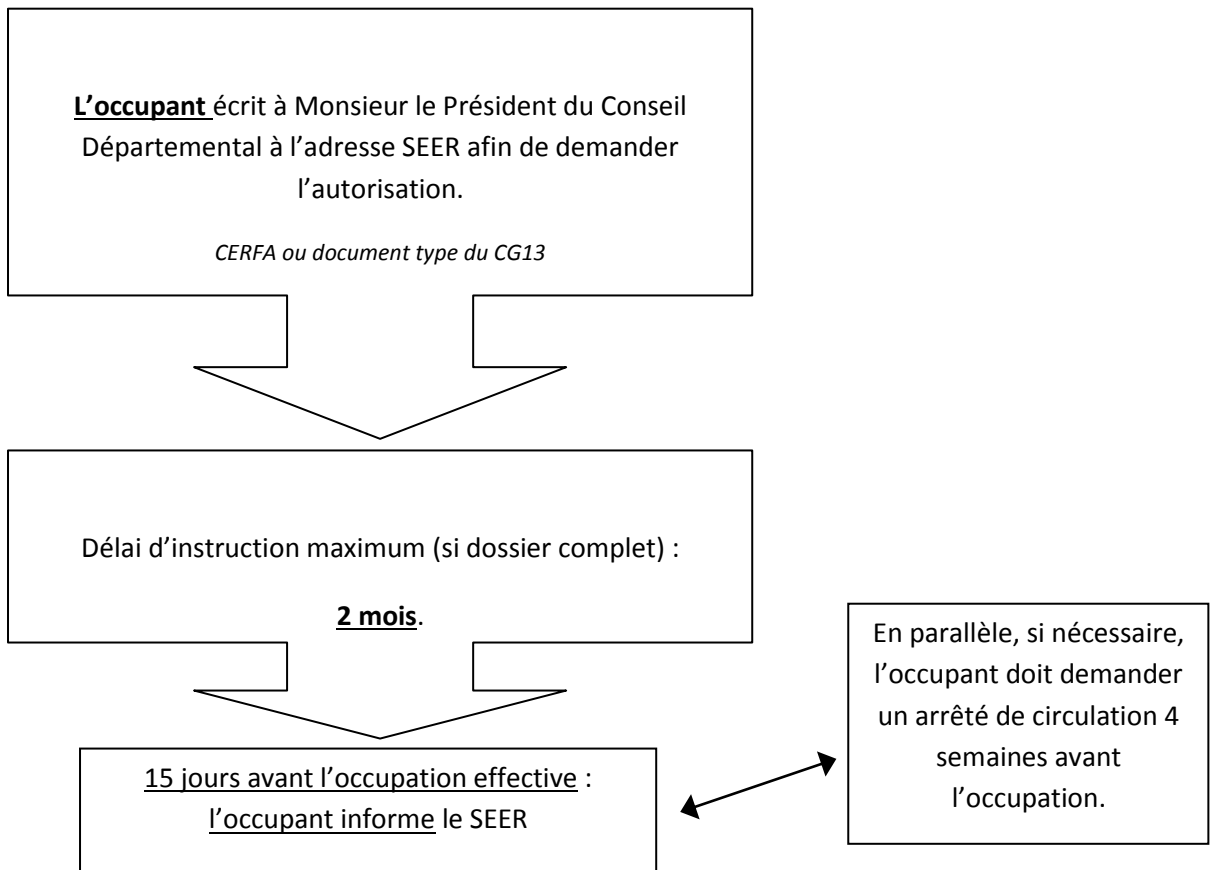 L’occupant écrit à Monsieur le Président du Conseil
Départemental à l’adresse SEER afin de demander
l’autorisation.
CERFA ou document type du CG13
Délai d’instruction maximum (si dossier complet) :
2 mois.
15 jours avant l’occupation effective :
l’occupant informe le SEER
En parallèle, si nécessaire,
l’occupant doit demander
un arrêté de circulation 4
semaines avant
l’occupation.